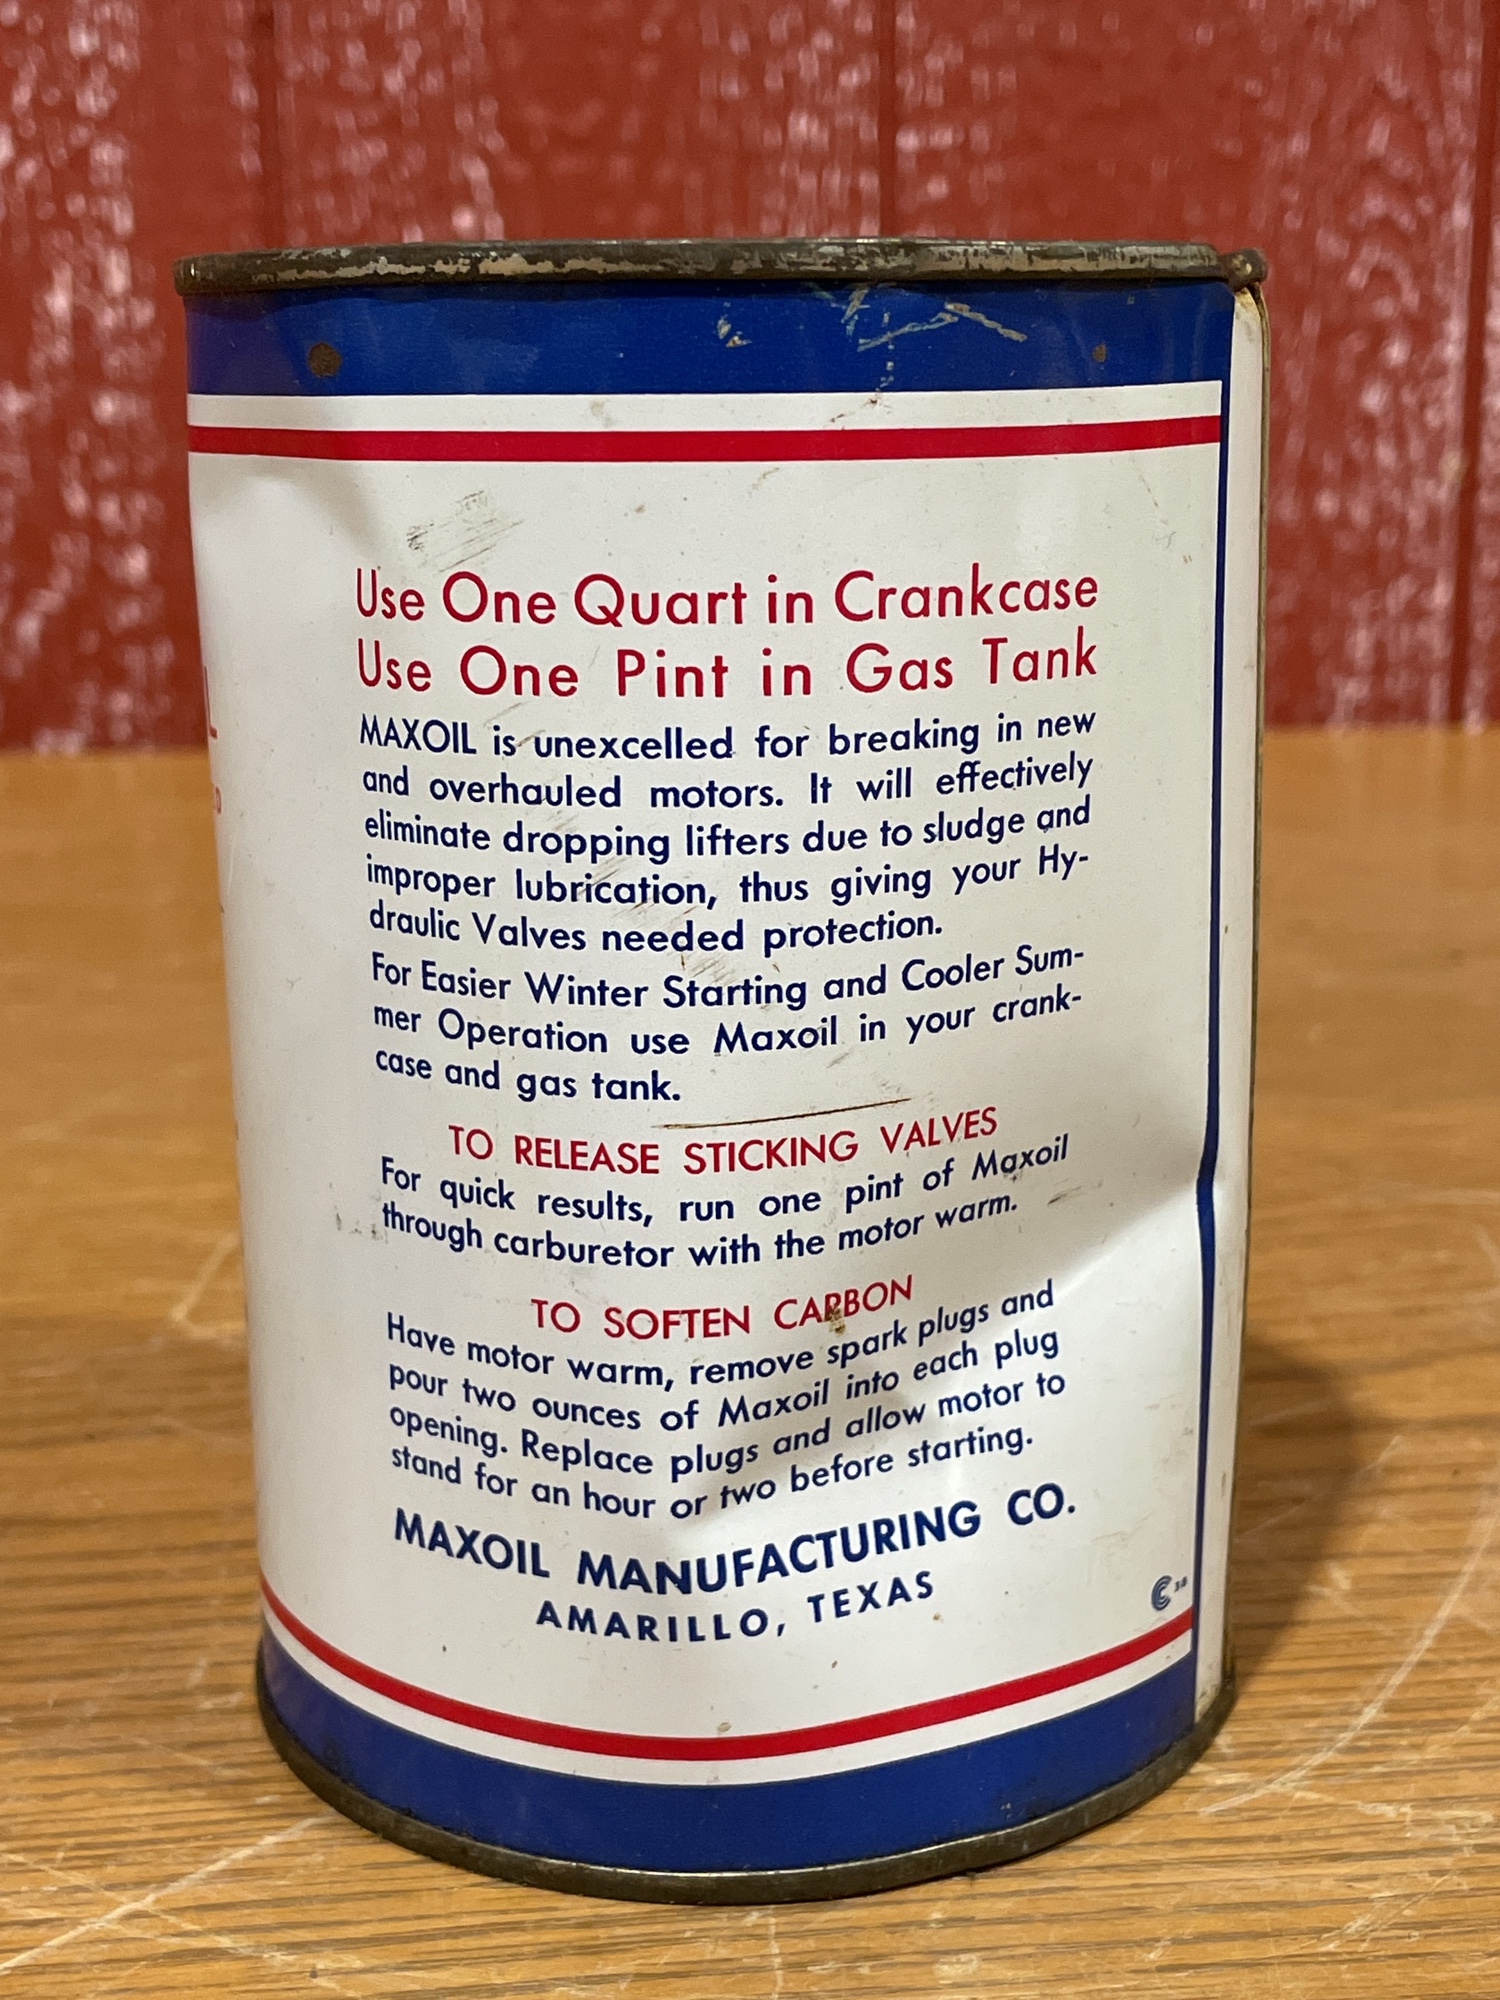 Use One Quart in Crankcase
Use One Pint in Gas Tank
MAXOIL is unexcelled for breaking in new
and overhauled motors. It will effectively
eliminate dropping lifters due to sludge and
improper lubrication, thus giving your Hy-
draulic Valves needed protection.
For Easier Winter Starting and Cooler Sum-
mer Operation use Maxoil in your crank-
case and gas tank.
TO RELEASE STICKING VALVES
For quick results, run one pint of Maxoil
through carburetor with the motor warm.
TO SOFTEN CARBON
Have motor warm, remove spark plugs and
pour two ounces of Maxoil into each plug
opening. Replace plugs and allow motor to
stand for an hour or two before starting.
MAXOIL MANUFACTURING CO.
AMARILLO, TEXAS